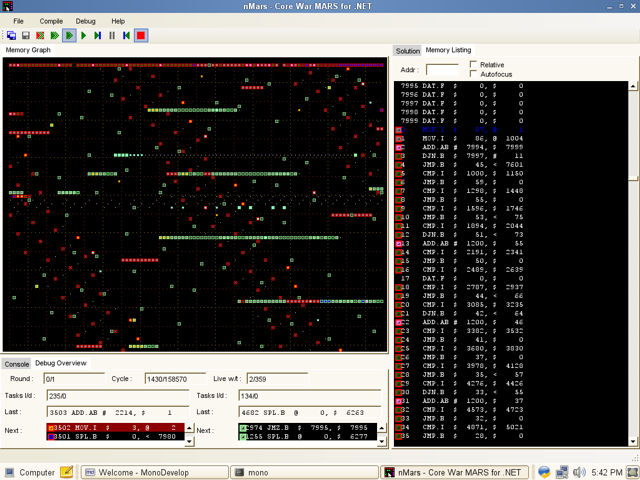 nMars - Core War MARS for .NET
File Compile Debug Help
Memory Graph
Solution Memory Listing
Addr : Relative
Autofocus
7995 DAT.F $ 0, $ 0
7996 DAT.F $ 0, $ 0
7997 DAT.F $ 0, $ 0
7998 DAT.F $ 0, $ 0
7999 DAT.F $ 0, $ 0
1 MOV.I $ 86, @ 1004
2 ADD.AB # 7994, $ 7999
3 DJN.B $ 7997, # 11
4 JMP.B $ 45, < 7601
5 CMP.I $ 1000, $ 1150
6 JMP.B $ 59, $ 0
7 CMP.I $ 1298, $ 1448
8 JMP.B $ 55, $ 0
9 CMP.I $ 1596, $ 1746
10 JMP.B $ 53, < 75
11 CMP.I $ 1894, $ 2044
12 DJN.B $ 51, < 73
13 ADD.AB # 1200, $ 55
14 CMP.I $ 2191, $ 2341
15 JMP.B $ 50, $ 0
16 CMP.I $ 2489, $ 2639
17 DAT.F $ 0, $ 0
18 CMP.I $ 2787, $ 2937
19 JMP.B $ 44, < 66
20 CMP.I $ 3085, $ 3235
21 DJN.B $ 42, < 64
22 ADD.AB # 1200, $ 46
23 CMP.I $ 3382, $ 3532
24 JMP.B $ 41, $ 0
25 CMP.I $ 3680, $ 3830
26 JMP.B $ 37, $ 0
27 CMP.I $ 3978, $ 4128
28 JMP.B $ 35, < 57
29 CMP.I $ 4276, $ 4426
30 DJN.B $ 33, < 55
31 ADD.AB # 1200, $ 37
32 CMP.I $ 4573, $ 4723
33 JMP.B $ 32, $ 0
34 CMP.I $ 4871, $ 5021
35 JMP.B $ 28, $ 0
Console Debug Overview
Round : 0/1 Cycle : 1430/158570 Live w/t : 2/359
Tasks l/d : 235/0 Tasks l/d : 134/0
Last : 3503 ADD.AB # 2214, $ 1 Last : 4682 SPL.B @ 0, $ 6263
Next : 3502 MOV.I $ 3, @ 2 Next : 2974 JMZ.B $ 7995, $ 7995
3501 SPL.B $ 0, < 7980 1255 SPL.B @ 0, $ 6277
Computer Welcome - MonoDevelop mono nMars - Core War MARS for .NET 5:42 PM